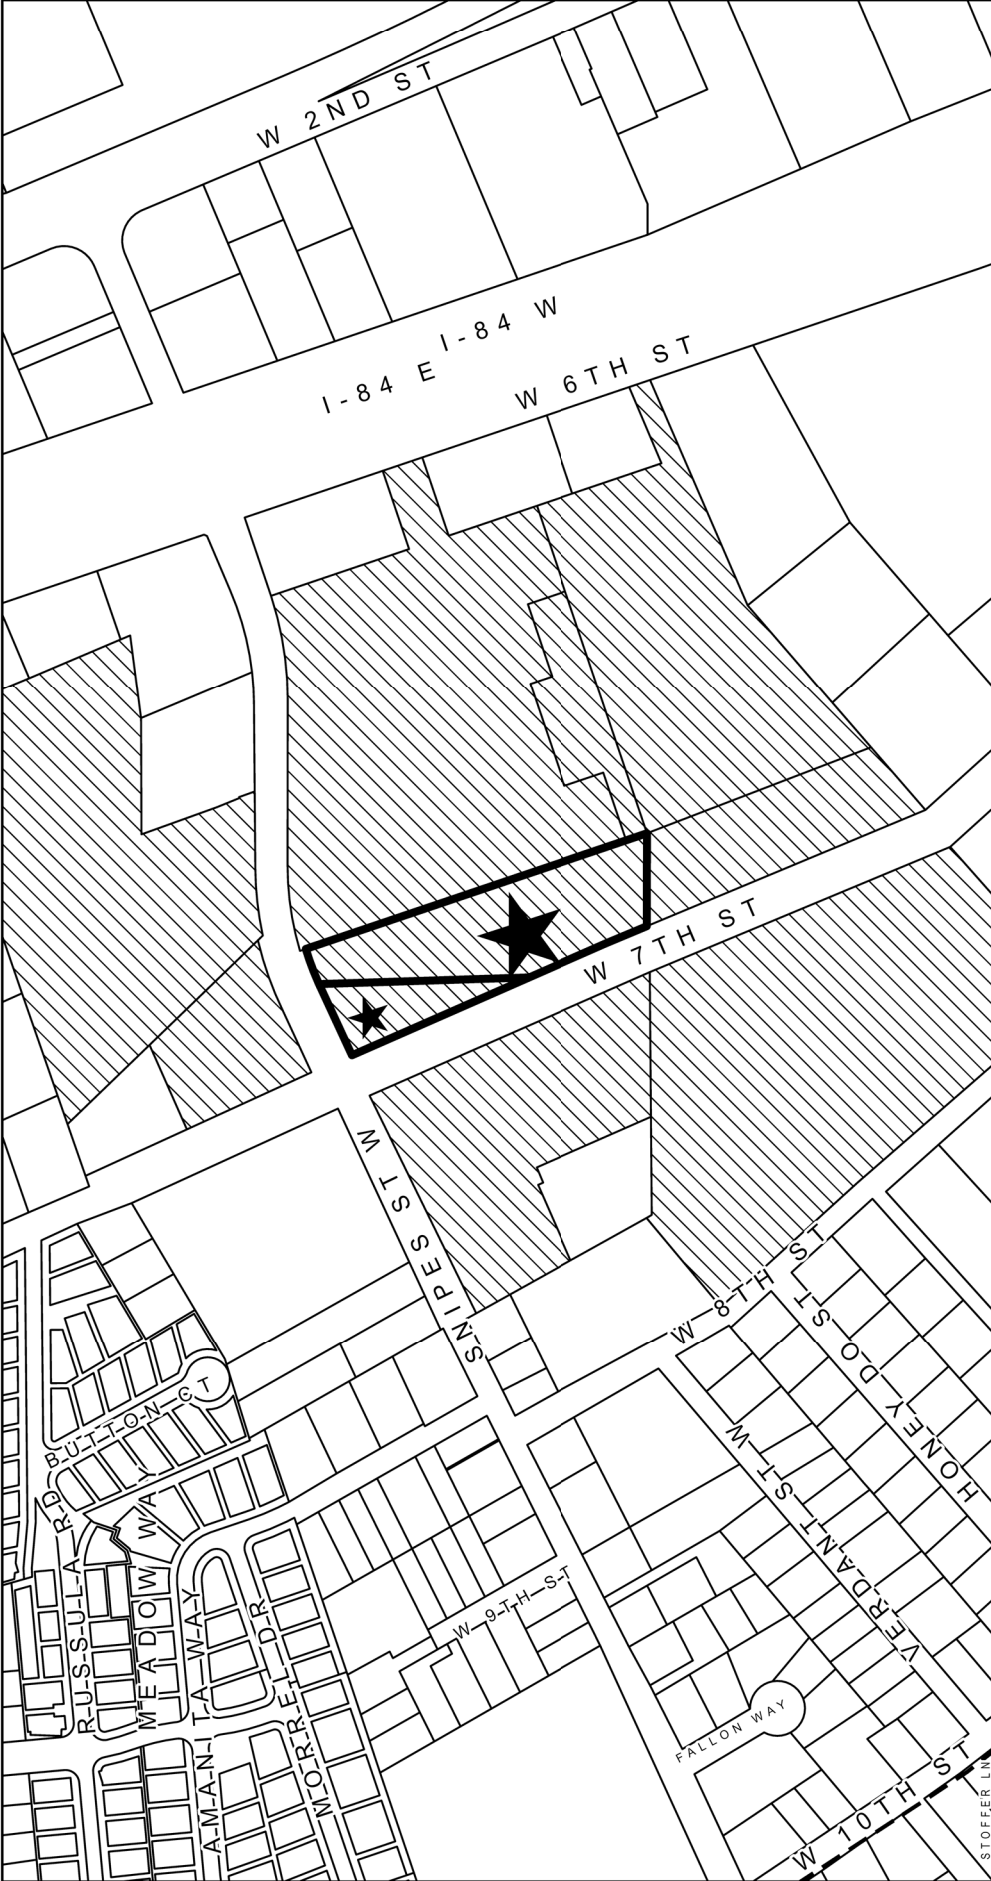 W 2ND ST
I-84 W
I-84 E
W 6TH ST
W 7TH ST
SNIPES ST W
W 8TH ST
HONEY DO ST
BUTTON CT
VERDANT ST W
RUSSULA RD
MEADOW WAY
AMANITA WAY
MOREL DR
W 9TH ST
FALLON WAY
W 10TH ST
STOFFER LN